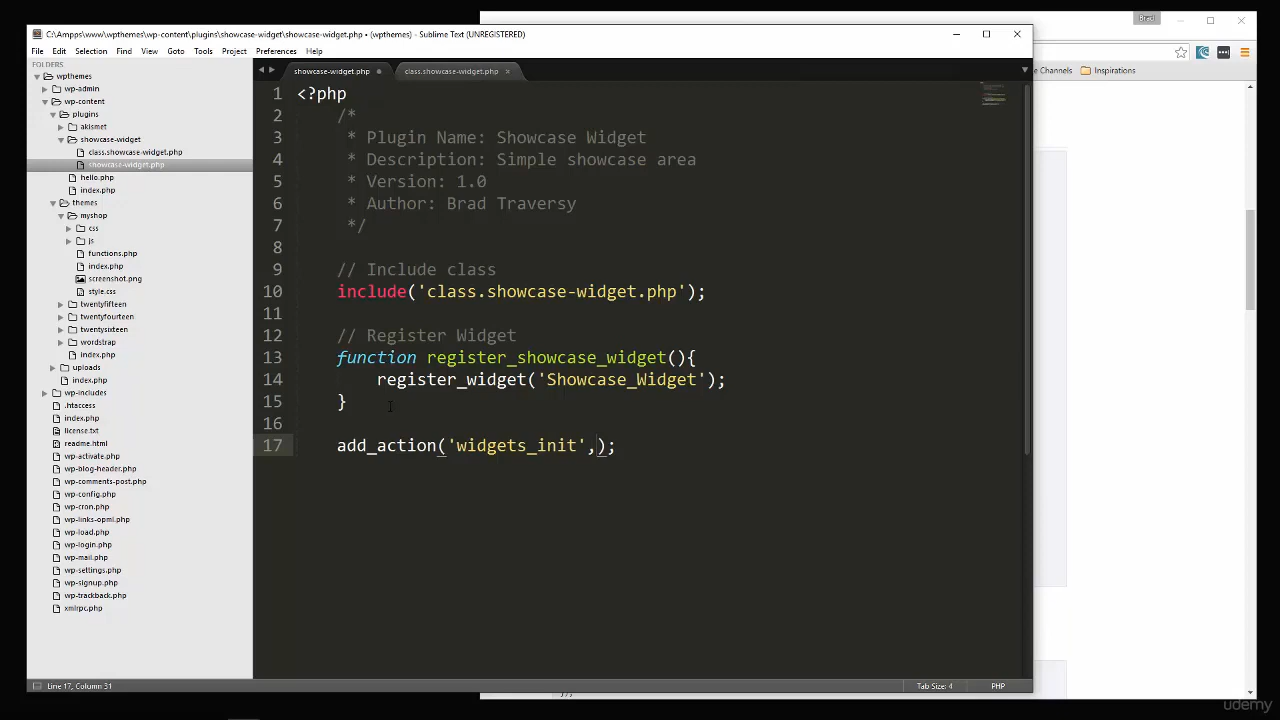 Brad
C:\Ampps\www\wpthemes\wp-content\plugins\showcase-widget\showcase-widget.php • (wpthemes) - Sublime Text (UNREGISTERED)
File Edit Selection Find View Goto Tools Project Preferences Help
e Channels Inspirations
FOLDERS
wpthemes
wp-admin
wp-content
plugins
akismet
showcase-widget
class.showcase-widget.php
showcase-widget.php
hello.php
index.php
themes
myshop
css
js
functions.php
index.php
screenshot.png
style.css
twentyfifteen
twentyfourteen
twentysixteen
wordstrap
index.php
uploads
index.php
wp-includes
.htaccess
index.php
license.txt
readme.html
wp-activate.php
wp-blog-header.php
wp-comments-post.php
wp-config.php
wp-cron.php
wp-links-opml.php
wp-load.php
wp-login.php
wp-mail.php
wp-settings.php
wp-signup.php
wp-trackback.php
xmlrpc.php
showcase-widget.php class.showcase-widget.php
1 <?php
2 /*
3 * Plugin Name: Showcase Widget
4 * Description: Simple showcase area
5 * Version: 1.0
6 * Author: Brad Traversy
7 */
8
9 // Include class
10 include('class.showcase-widget.php');
11
12 // Register Widget
13 function register_showcase_widget(){
14 register_widget('Showcase_Widget');
15 }
16
17 add_action('widgets_init',);
Line 17, Column 31 Tab Size: 4 PHP
udemy